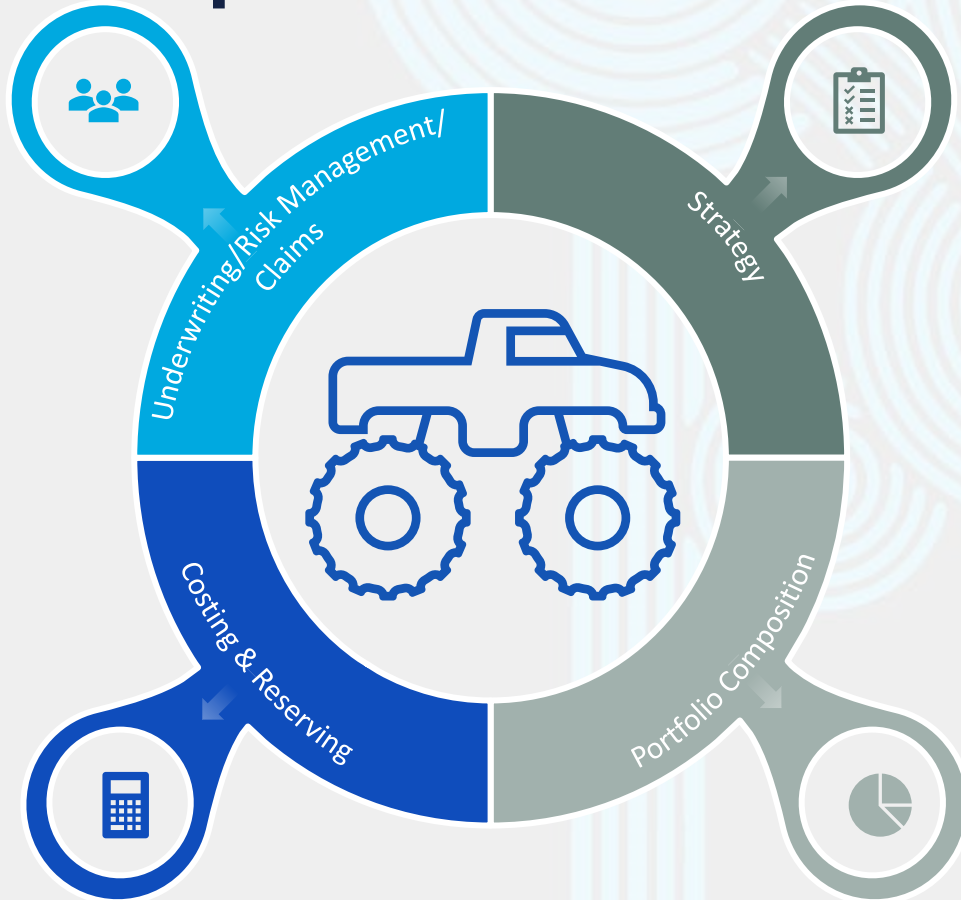 Underwriting/Risk Management/
Claims
Strategy
Costing & Reserving
Portfolio Composition